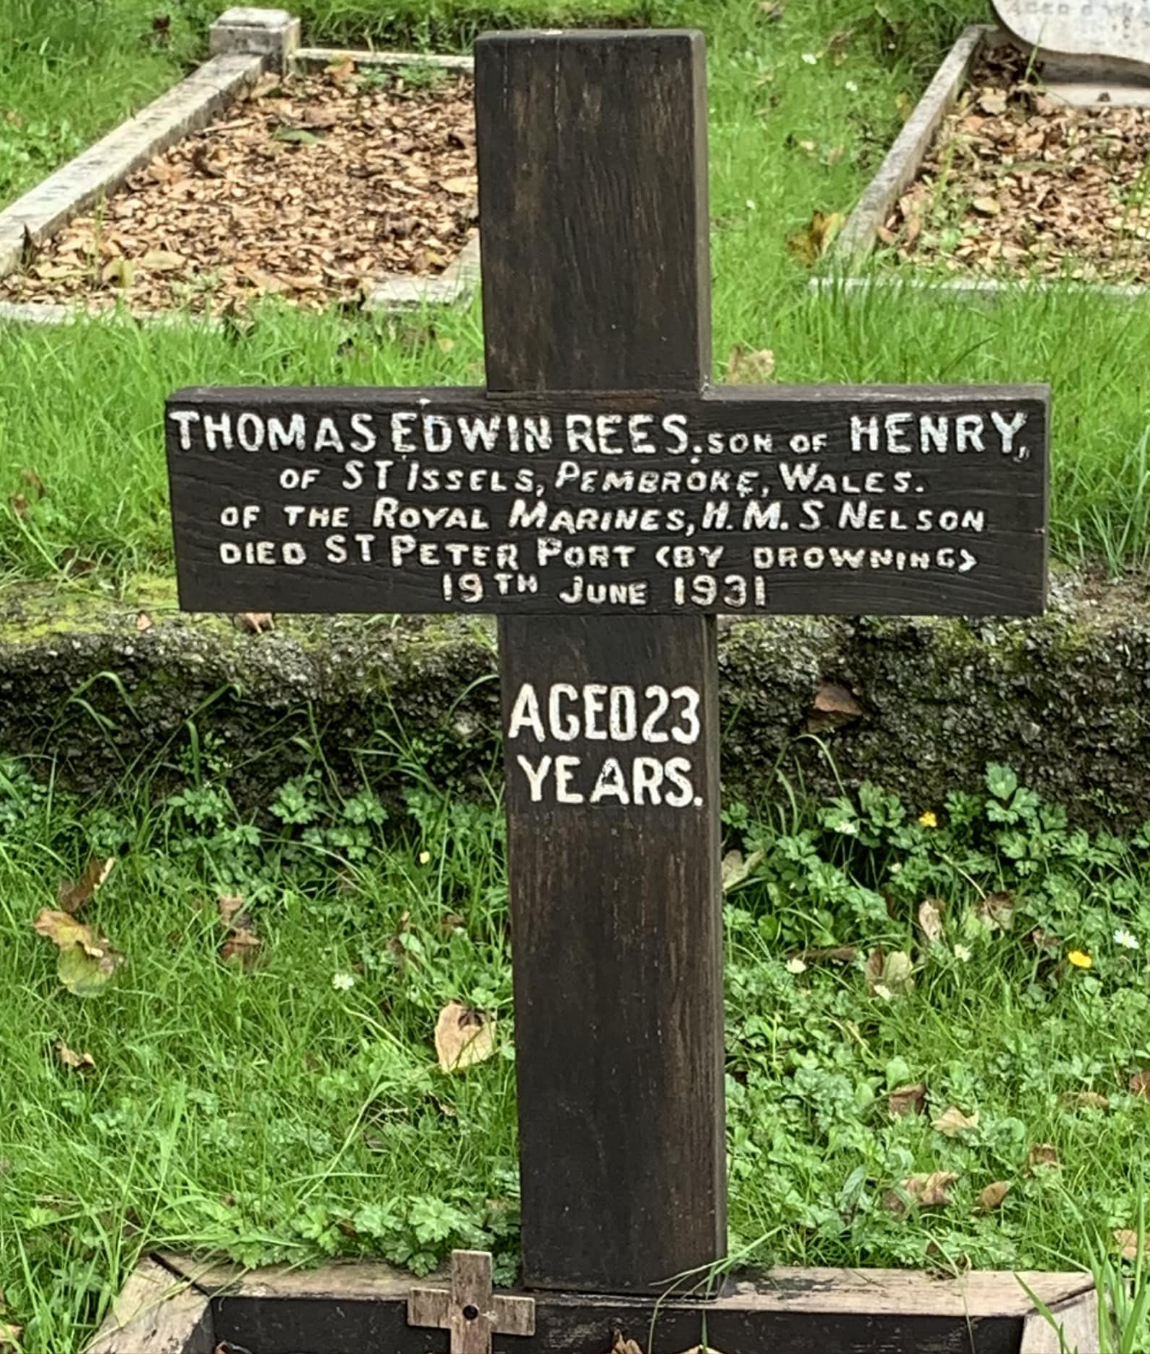 THOMAS EDWIN REES. SON OF HENRY,
OF ST ISSELS, PEMBROKE, WALES.
OF THE ROYAL MARINES, H.M.S NELSON
DIED ST PETER PORT (BY DROWNING)
19TH JUNE 1931
AGED 23
YEARS.